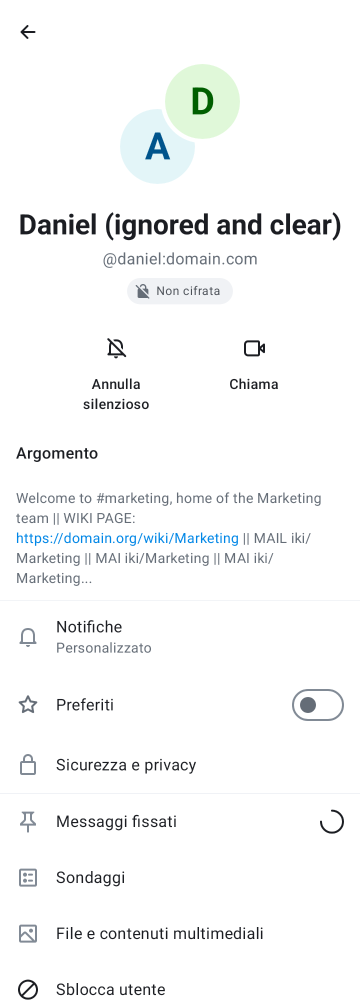 D
A
Daniel (ignored and clear)
@daniel:domain.com
Non cifrata
Annulla
silenzioso
Chiama
Argomento
Welcome to #marketing, home of the Marketing
team || WIKI PAGE:
https://domain.org/wiki/Marketing || MAIL iki/
Marketing || MAI iki/Marketing || MAI iki/
Marketing...
Notifiche
Personalizzato
Preferiti
Sicurezza e privacy
Messaggi fissati
Sondaggi
File e contenuti multimediali
Sblocca utente